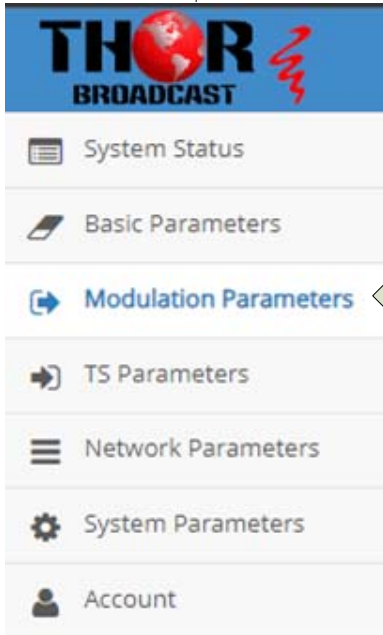 THOR
BROADCAST
System Status
Basic Parameters
Modulation Parameters
TS Parameters
Network Parameters
System Parameters
Account